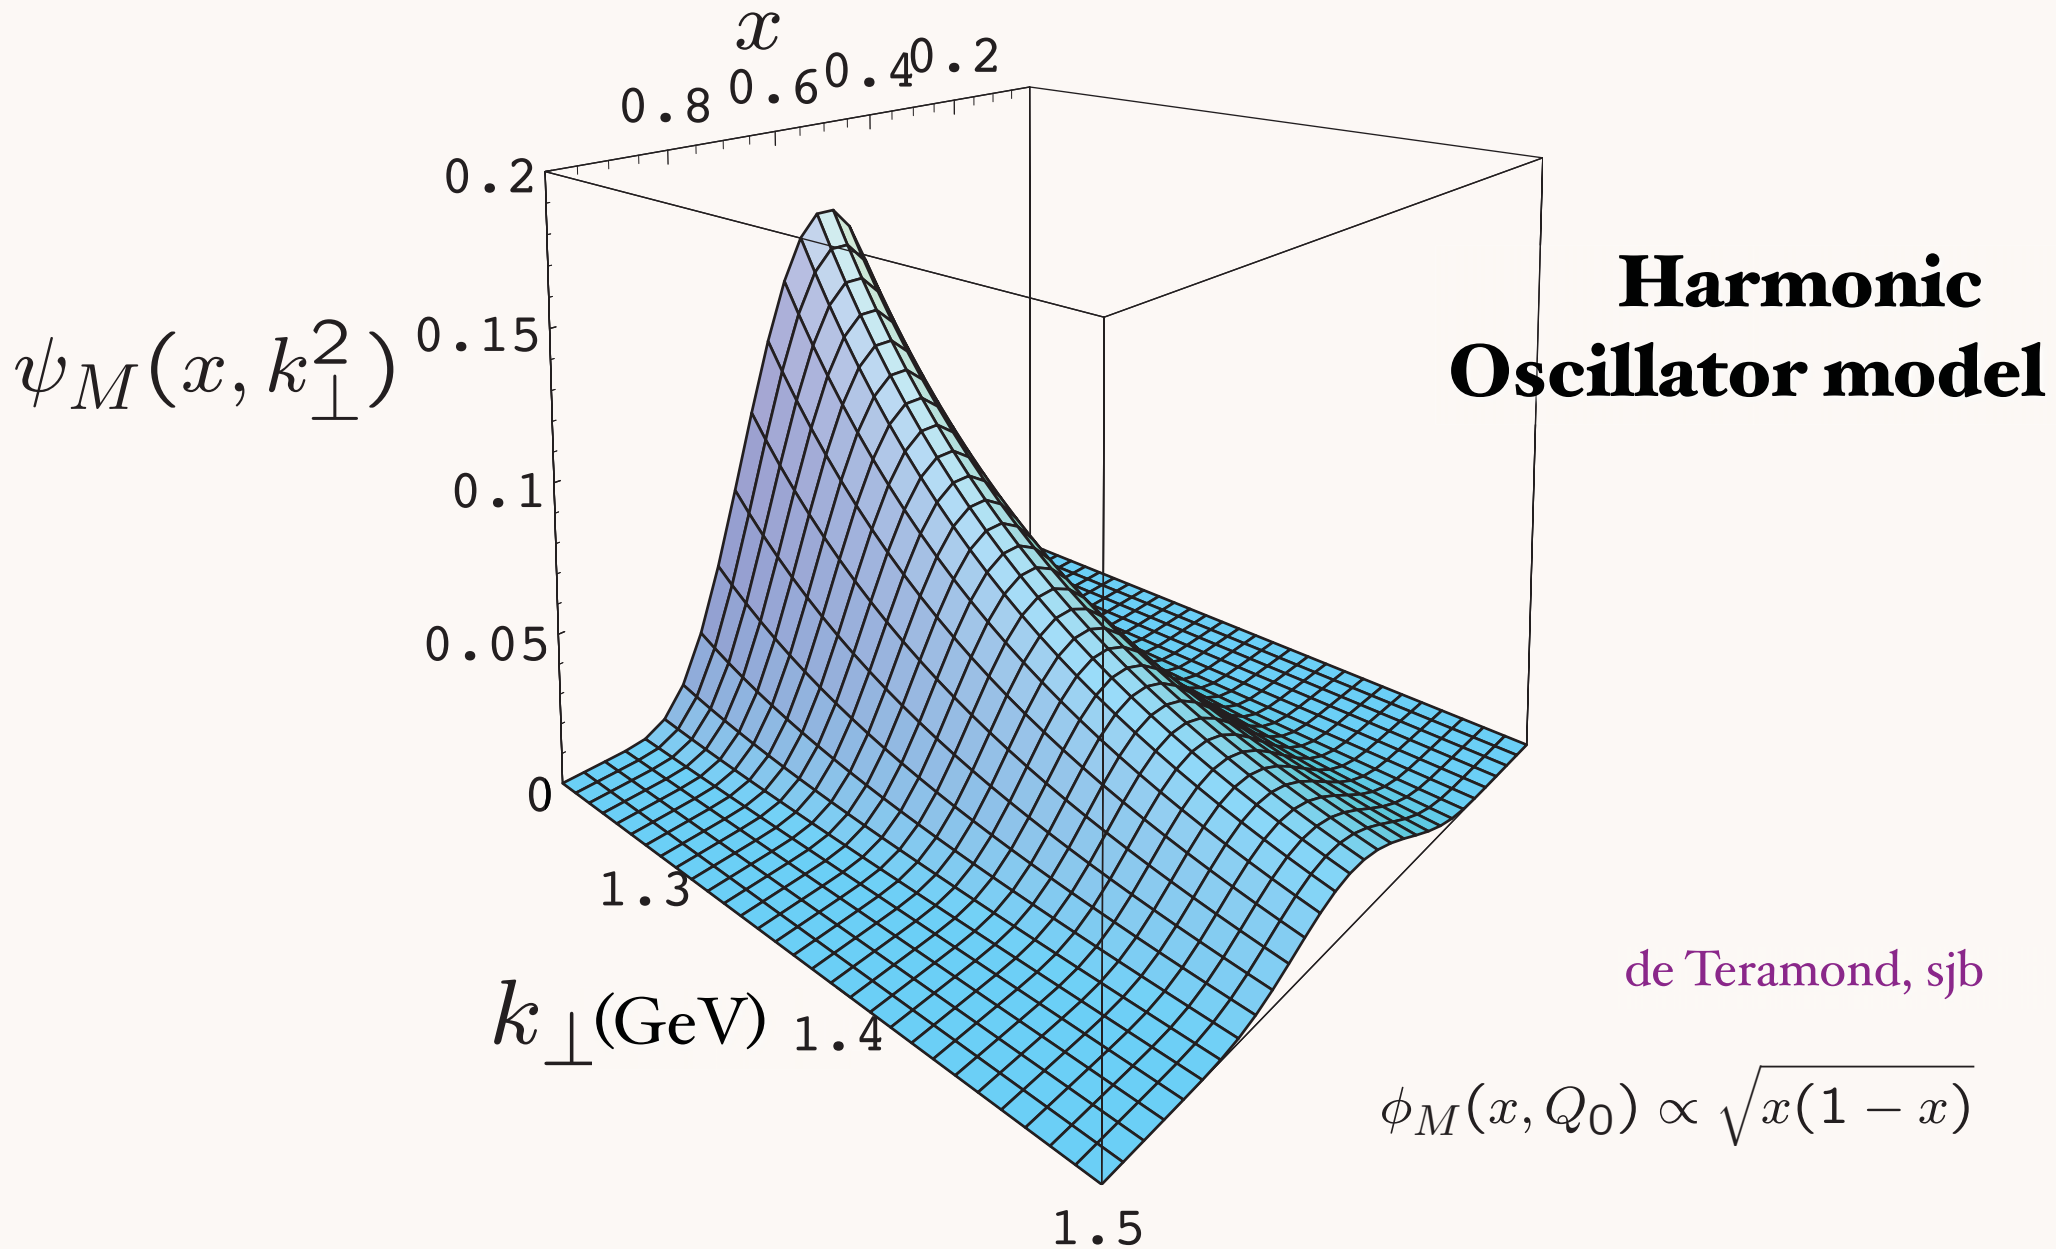 x
0.8 0.6 0.4 0.2
0.2
Harmonic
Oscillator model
ψ_M(x, k_⊥^2)
0.15
0.1
0.05
0
1.3
k_⊥(GeV)
1.4
1.5
de Teramond, sjb
ϕ_M(x, Q_0) ∝ √x(1 − x)